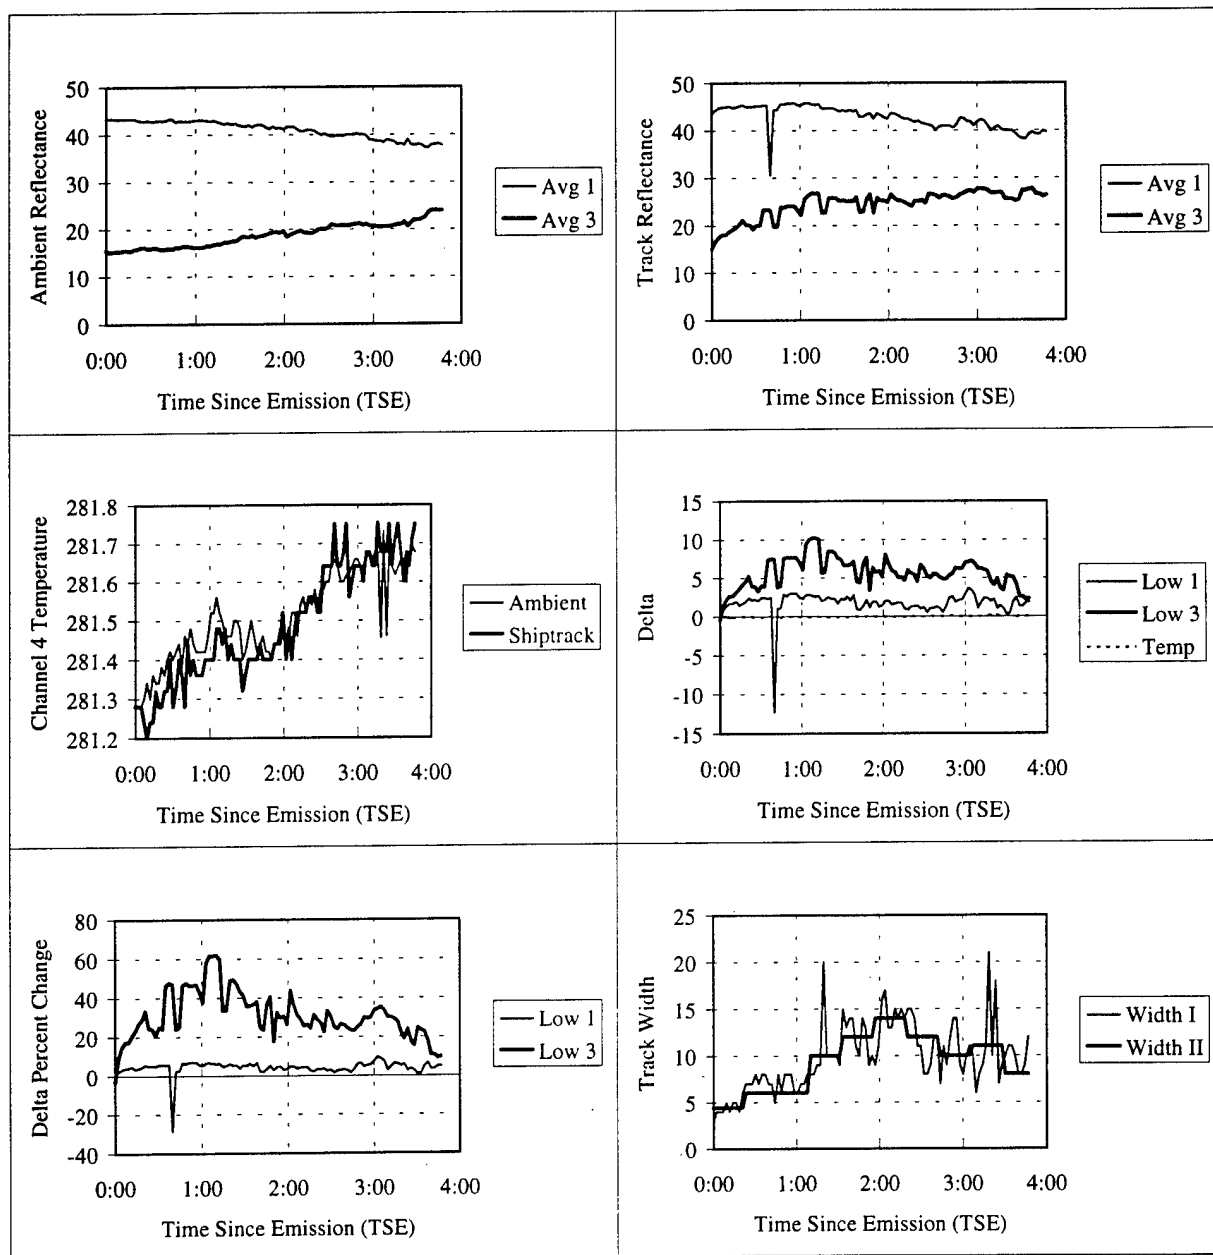 Ambient Reflectance
50
40
30
20
10
0
0:00 1:00 2:00 3:00 4:00
Time Since Emission (TSE)
Avg 1
Avg 3
Track Reflectance
50
40
30
20
10
0
0:00 1:00 2:00 3:00 4:00
Time Since Emission (TSE)
Avg 1
Avg 3
Channel 4 Temperature
281.8
281.7
281.6
281.5
281.4
281.3
281.2
0:00 1:00 2:00 3:00 4:00
Time Since Emission (TSE)
Ambient
Shiptrack
Delta
15
10
5
0
-5
-10
-15
0:00 1:00 2:00 3:00 4:00
Time Since Emission (TSE)
Low 1
Low 3
Temp
Delta Percent Change
80
60
40
20
0
-20
-40
0:00 1:00 2:00 3:00 4:00
Time Since Emission (TSE)
Low 1
Low 3
Track Width
25
20
15
10
5
0
0:00 1:00 2:00 3:00 4:00
Time Since Emission (TSE)
Width I
Width II